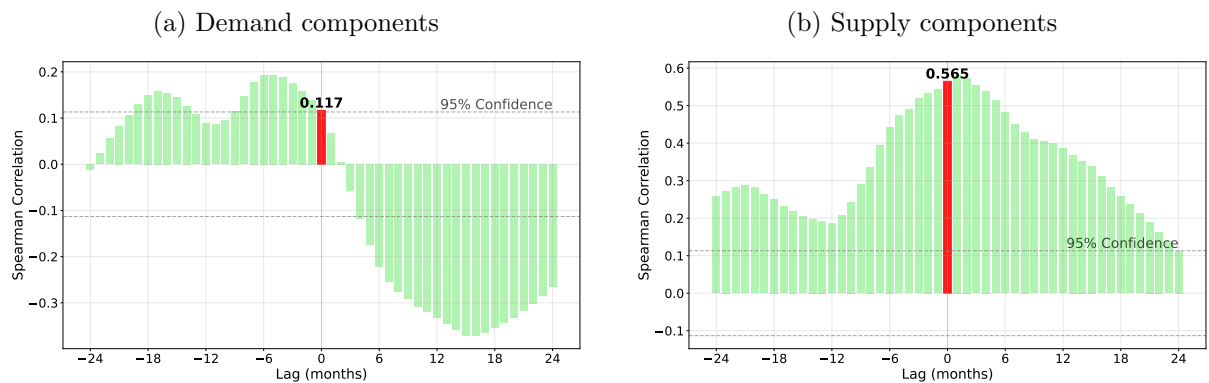 (a) Demand components
0.2
0.1
0.0
−0.1
−0.2
−0.3
Spearman Correlation
0.117
95% Confidence
−24 −18 −12 −6 0 6 12 18 24
Lag (months)
(b) Supply components
0.6
0.5
0.4
0.3
0.2
0.1
0.0
−0.1
Spearman Correlation
0.565
95% Confidence
−24 −18 −12 −6 0 6 12 18 24
Lag (months)